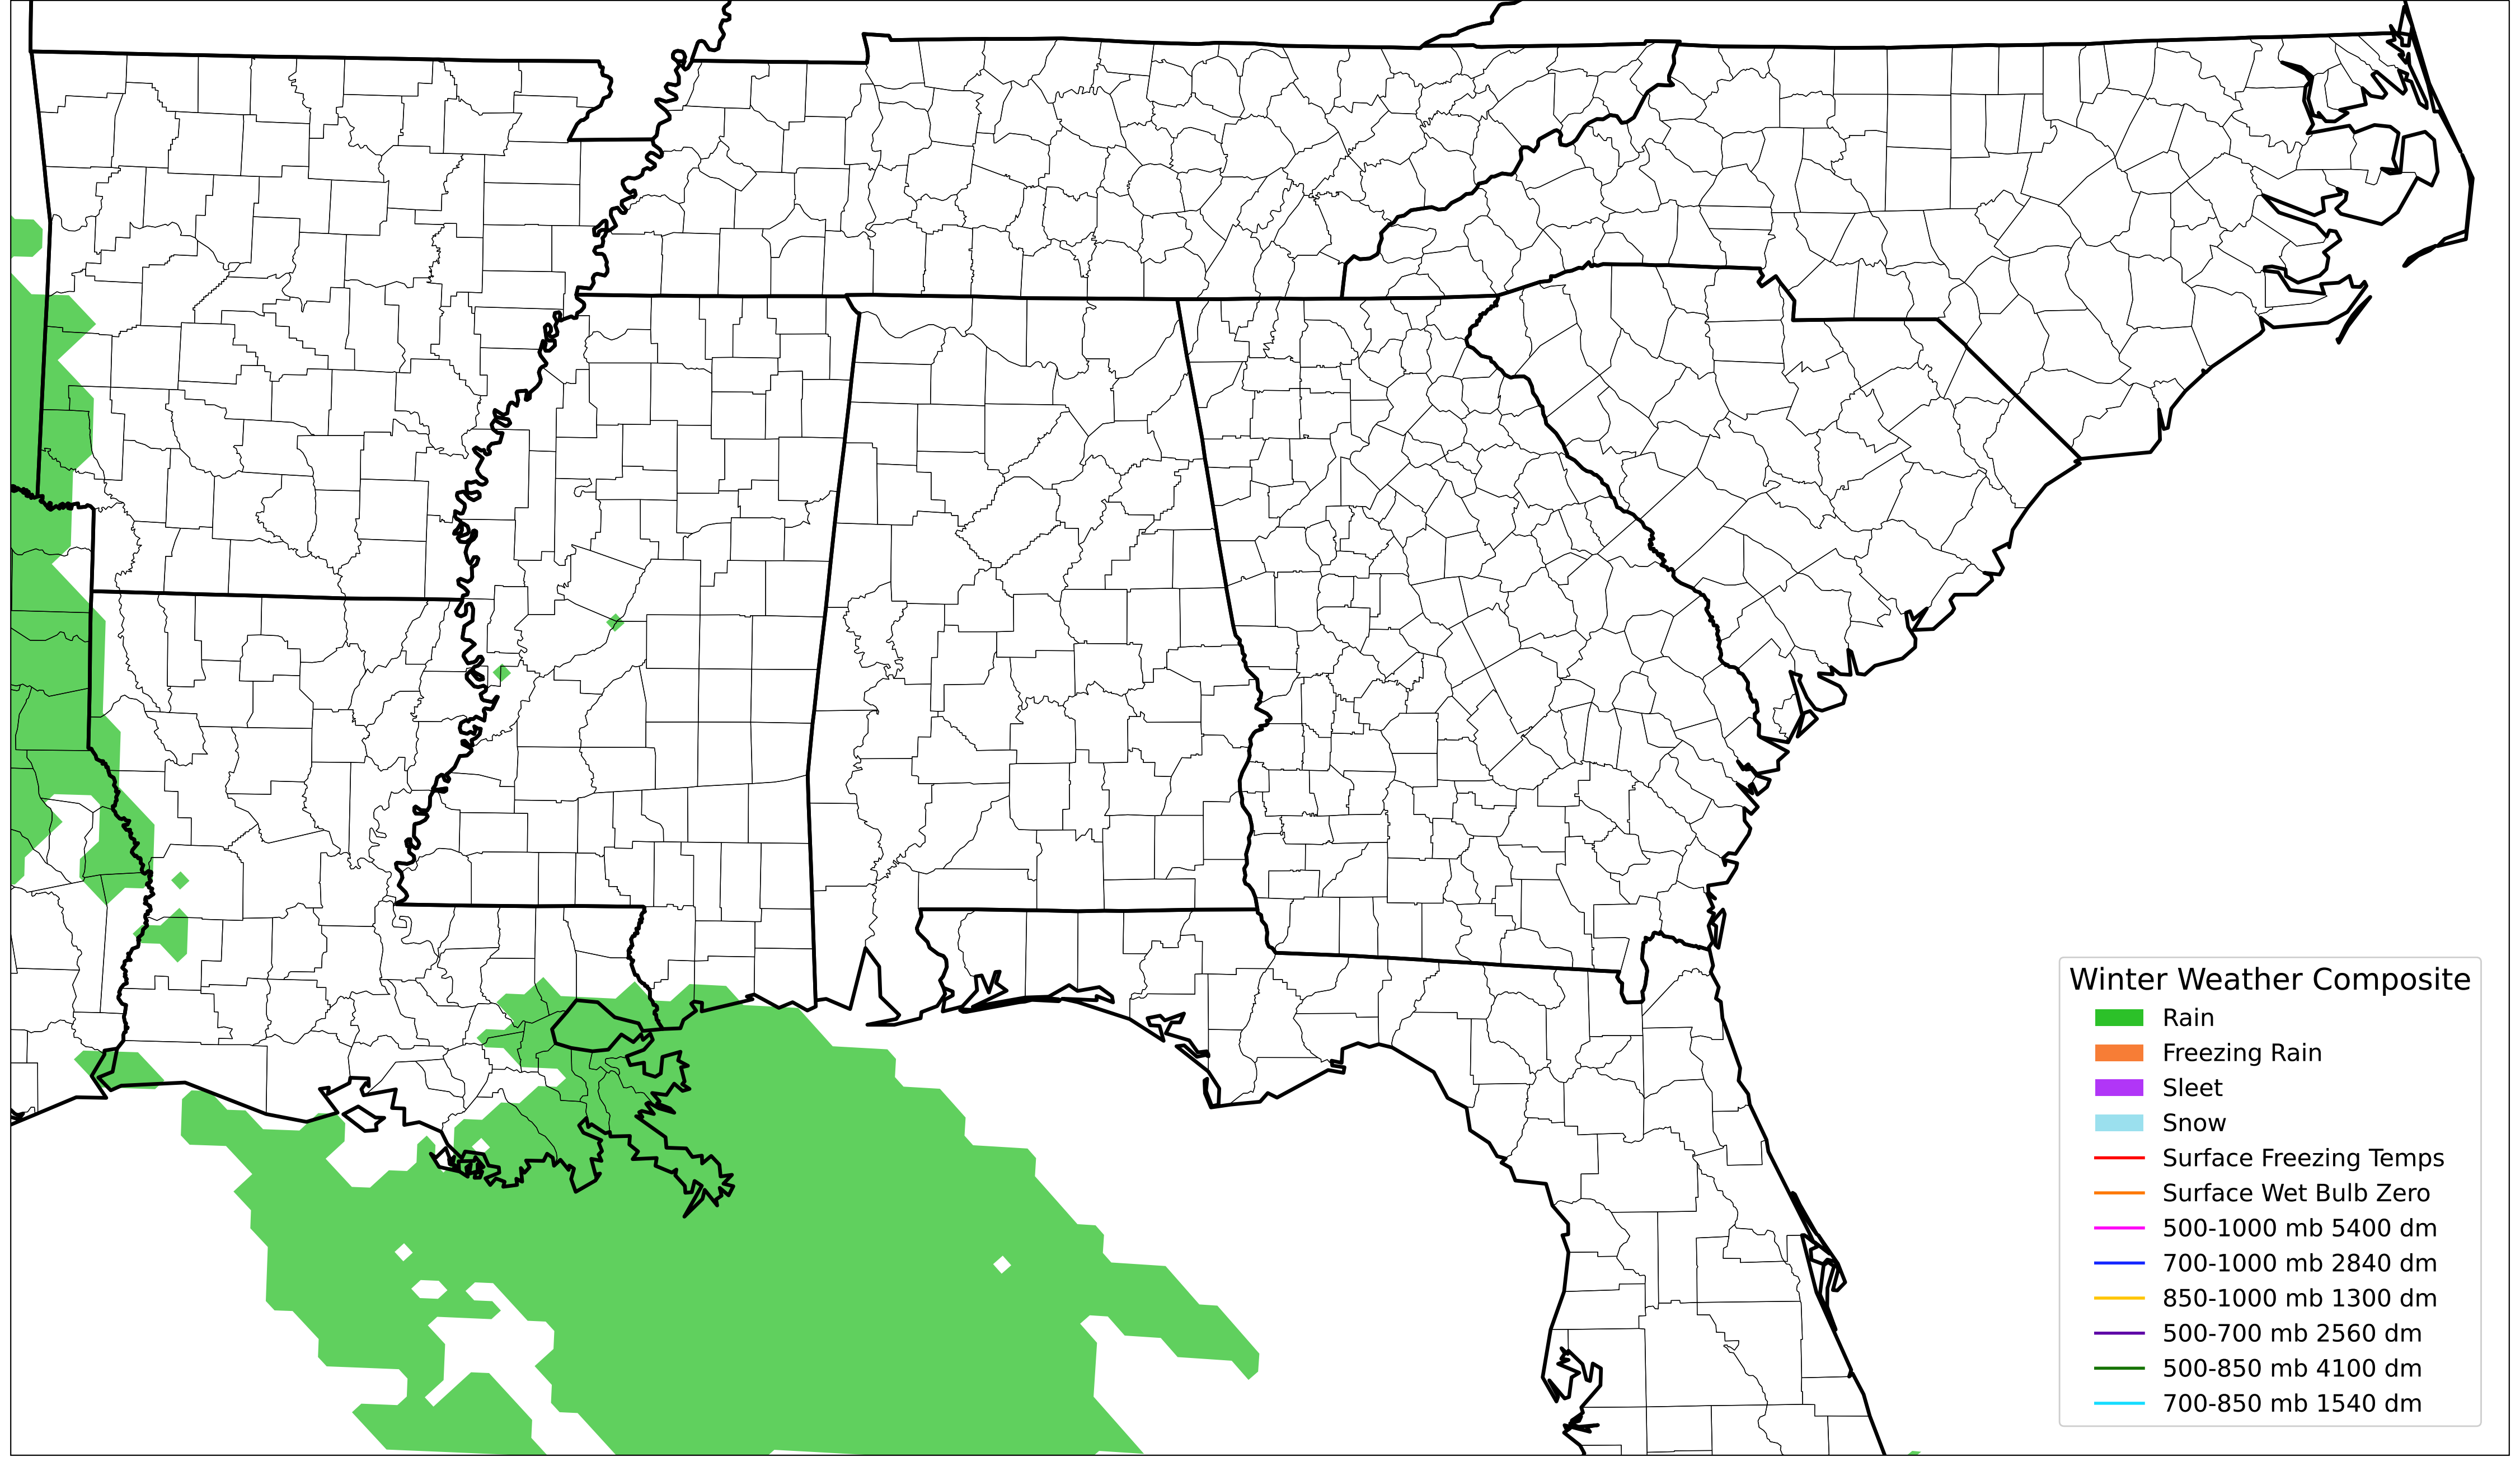 Winter Weather Composite
Rain
Freezing Rain
Sleet
Snow
Surface Freezing Temps
Surface Wet Bulb Zero
500-1000 mb 5400 dm
700-1000 mb 2840 dm
850-1000 mb 1300 dm
500-700 mb 2560 dm
500-850 mb 4100 dm
700-850 mb 1540 dm